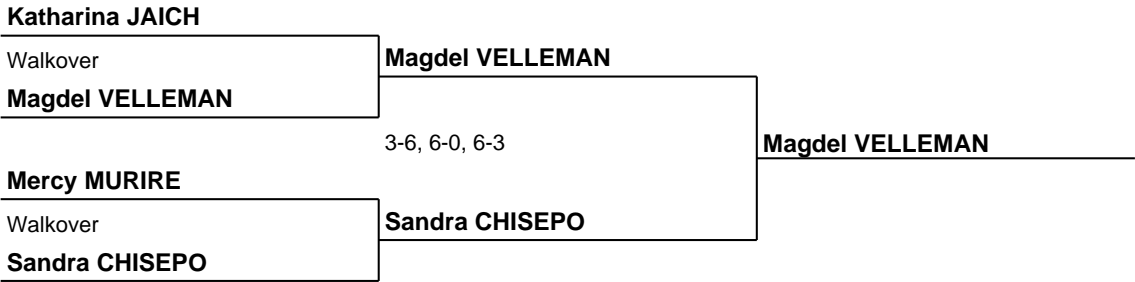 Katharina JAICH
Walkover
Magdel VELLEMAN
Magdel VELLEMAN
3-6, 6-0, 6-3
Magdel VELLEMAN
Mercy MURIRE
Walkover
Sandra CHISEPO
Sandra CHISEPO